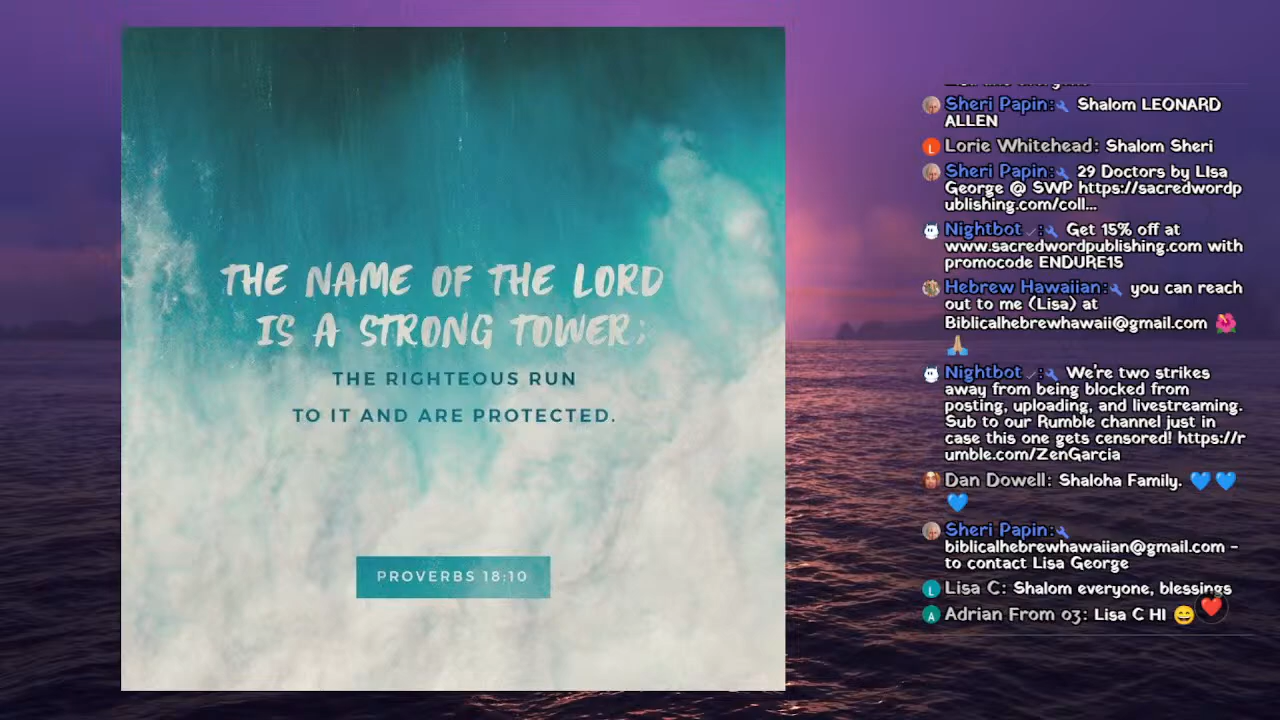 THE NAME OF THE LORD
IS A STRONG TOWER;
THE RIGHTEOUS RUN
TO IT AND ARE PROTECTED.
PROVERBS 18:10
Sheri Papin: Shalom LEONARD
ALLEN
L Lorie Whitehead: Shalom Sheri
Sheri Papin: 29 Doctors by LIsa
George @ SWP https://sacredwordp
ublishing.com/coll...
Nightbot ✓: Get 15% off at
www.sacredwordpublishing.com with
promocode ENDURE15
Hebrew Hawaiian: you can reach
out to me (Lisa) at
Biblicalhebrewhawaii@gmail.com 🌺
🙏🏼
Nightbot ✓: We're two strikes
away from being blocked from
posting, uploading, and livestreaming.
Sub to our Rumble channel just in
case this one gets censored! https://r
umble.com/ZenGarcia
Dan Dowell: Shaloha Family. 💙💙
💙
Sheri Papin:
biblicalhebrewhawaiian@gmail.com -
to contact Lisa George
L Lisa C: Shalom everyone, blessings
A Adrian From 03: Lisa C HI 😄 ❤️